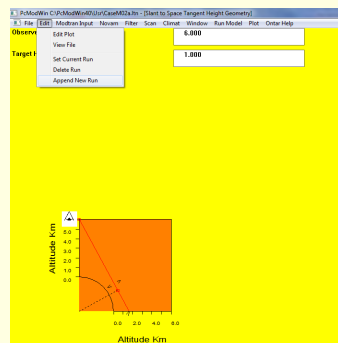 PcModWin C:\PcModWin40\Usr\CaseM02a.ltn - [Slant to Space Tangent Height Geometry]
File Edit Modtran Input Novam Filter Scan Climat Window Run Model Plot Ontar Help
Observe
6.000
Edit Plot
View File
Target H
1.000
Set Current Run
Delete Run
Append New Run
Altitude Km
6.0
5.0
4.0
3.0
2.0
1.0
0.0
0.0 2.0 4.0 6.0
Altitude Km